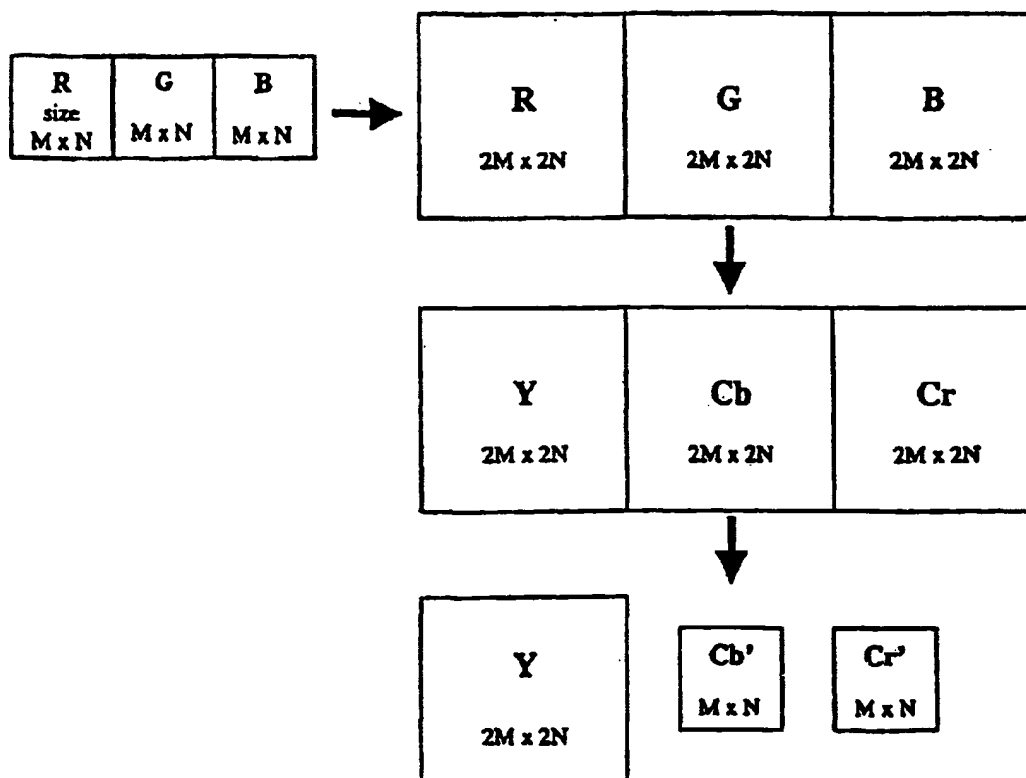 R
size
M x N
G
M x N
B
M x N
R
2M x 2N
G
2M x 2N
B
2M x 2N
Y
2M x 2N
Cb
2M x 2N
Cr
2M x 2N
Y
2M x 2N
Cb'
M x N
Cr'
M x N